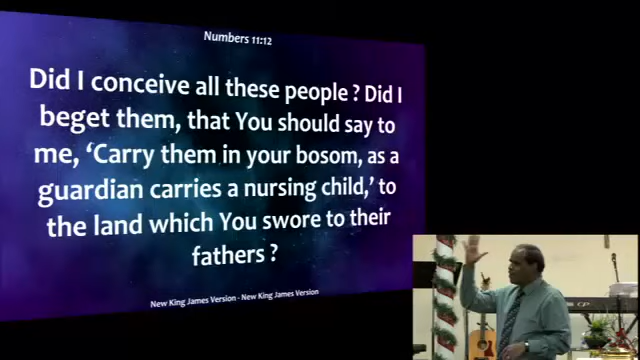 Numbers 11:12
Did I conceive all these people ? Did I
beget them, that You should say to
me, ‘Carry them in your bosom, as a
guardian carries a nursing child,’ to
the land which You swore to their
fathers ?
New King James Version - New King James Version
CP